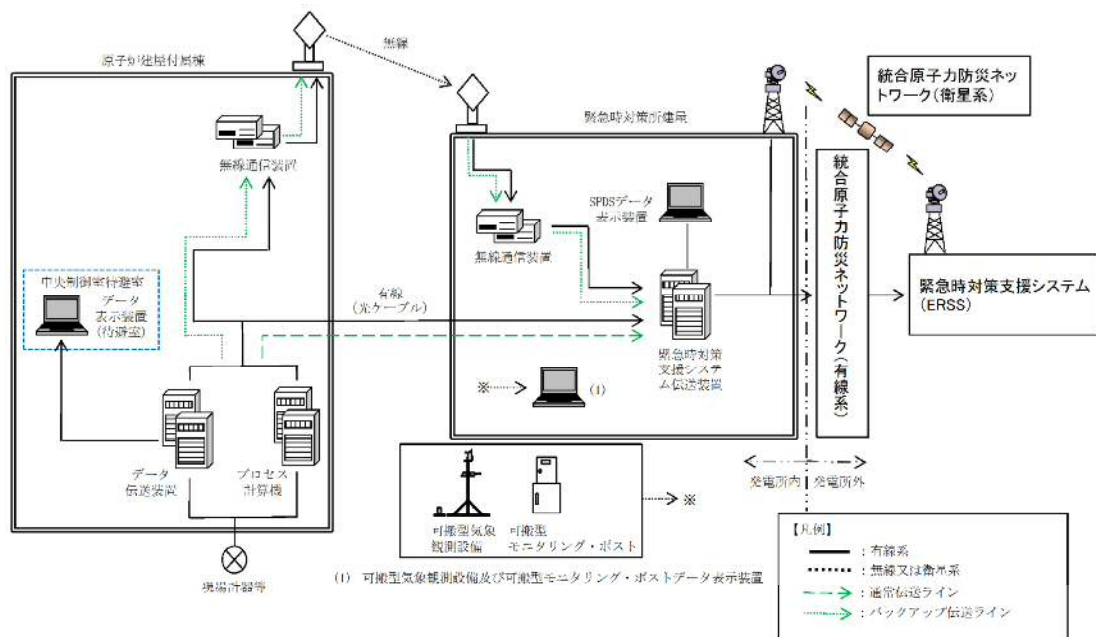 原子炉建屋付属棟
無線
無線通信装置
中央制御室待避室
データ
表示装置
(待避室)
データ
伝送装置
プロセス
計算機
現場計器等
有線
(光ケーブル)
緊急時対策所建屋
無線通信装置
SPDSデータ
表示装置
緊急時対策
支援システ
ム伝送装置
※
(1)
可搬型気象
観測設備
可搬型
モニタリング・ポスト
※
(1) 可搬型気象観測設備及び可搬型モニタリング・ポストデータ表示装置
統合原子力防災ネッ
トワーク(衛星系)
統合原子力防災ネットワーク(有線系)
緊急時対策支援システム
(ERSS)
発電所内
発電所外
【凡例】
:有線系
:無線又は衛星系
:通常伝送ライン
:バックアップ伝送ライン